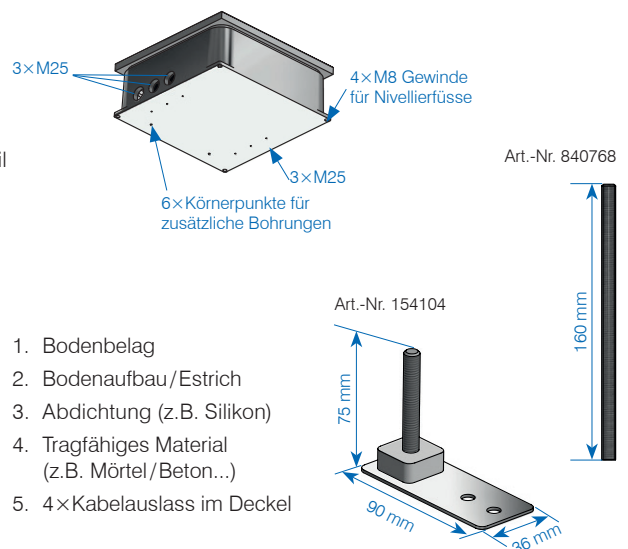 3×M25
4×M8 Gewinde
für Nivellierfüsse
il
Art.-Nr. 840768
3×M25
6×Körnerpunkte für
zusätzliche Bohrungen
160 mm
Art.-Nr. 154104
75 mm
1. Bodenbelag
2. Bodenaufbau/Estrich
3. Abdichtung (z.B. Silikon)
4. Tragfähiges Material
(z.B. Mörtel/Beton...)
5. 4×Kabelauslass im Deckel
90 mm
36 mm